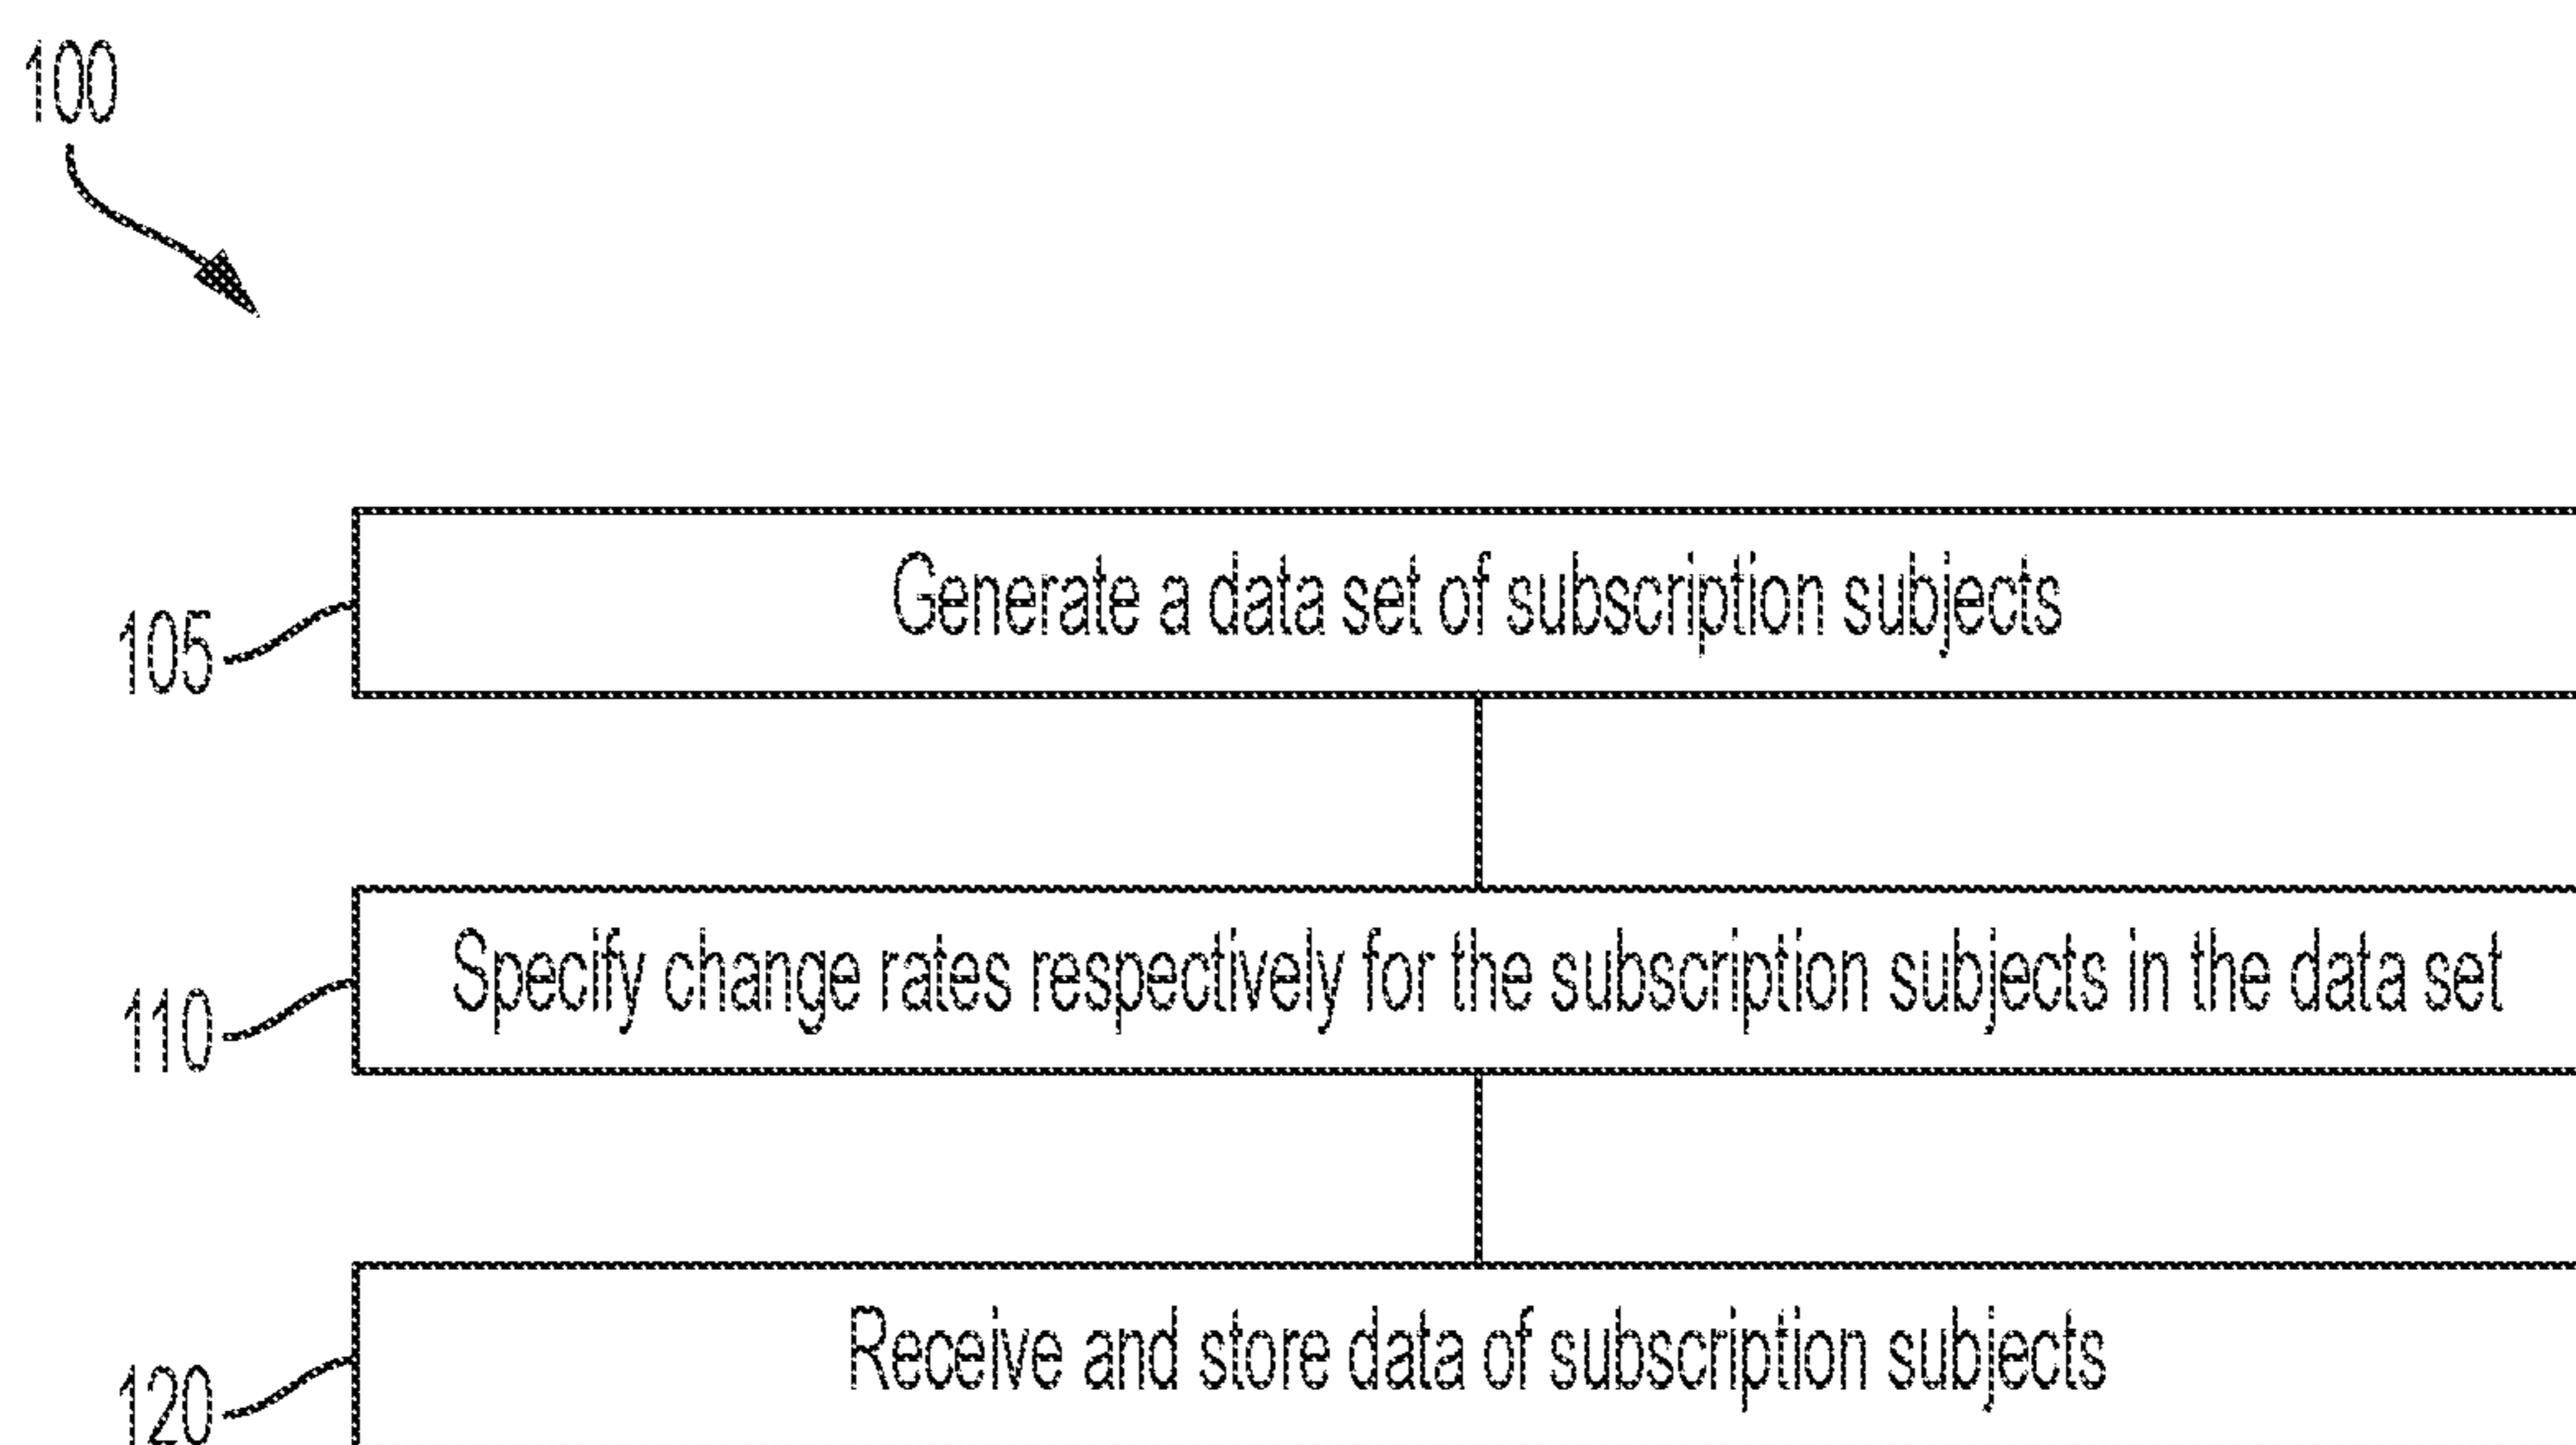 100
Generate a data set of subscription subjects
105
Specify change rates respectively for the subscription subjects in the data set
110
Receive and store data of subscription subjects
120